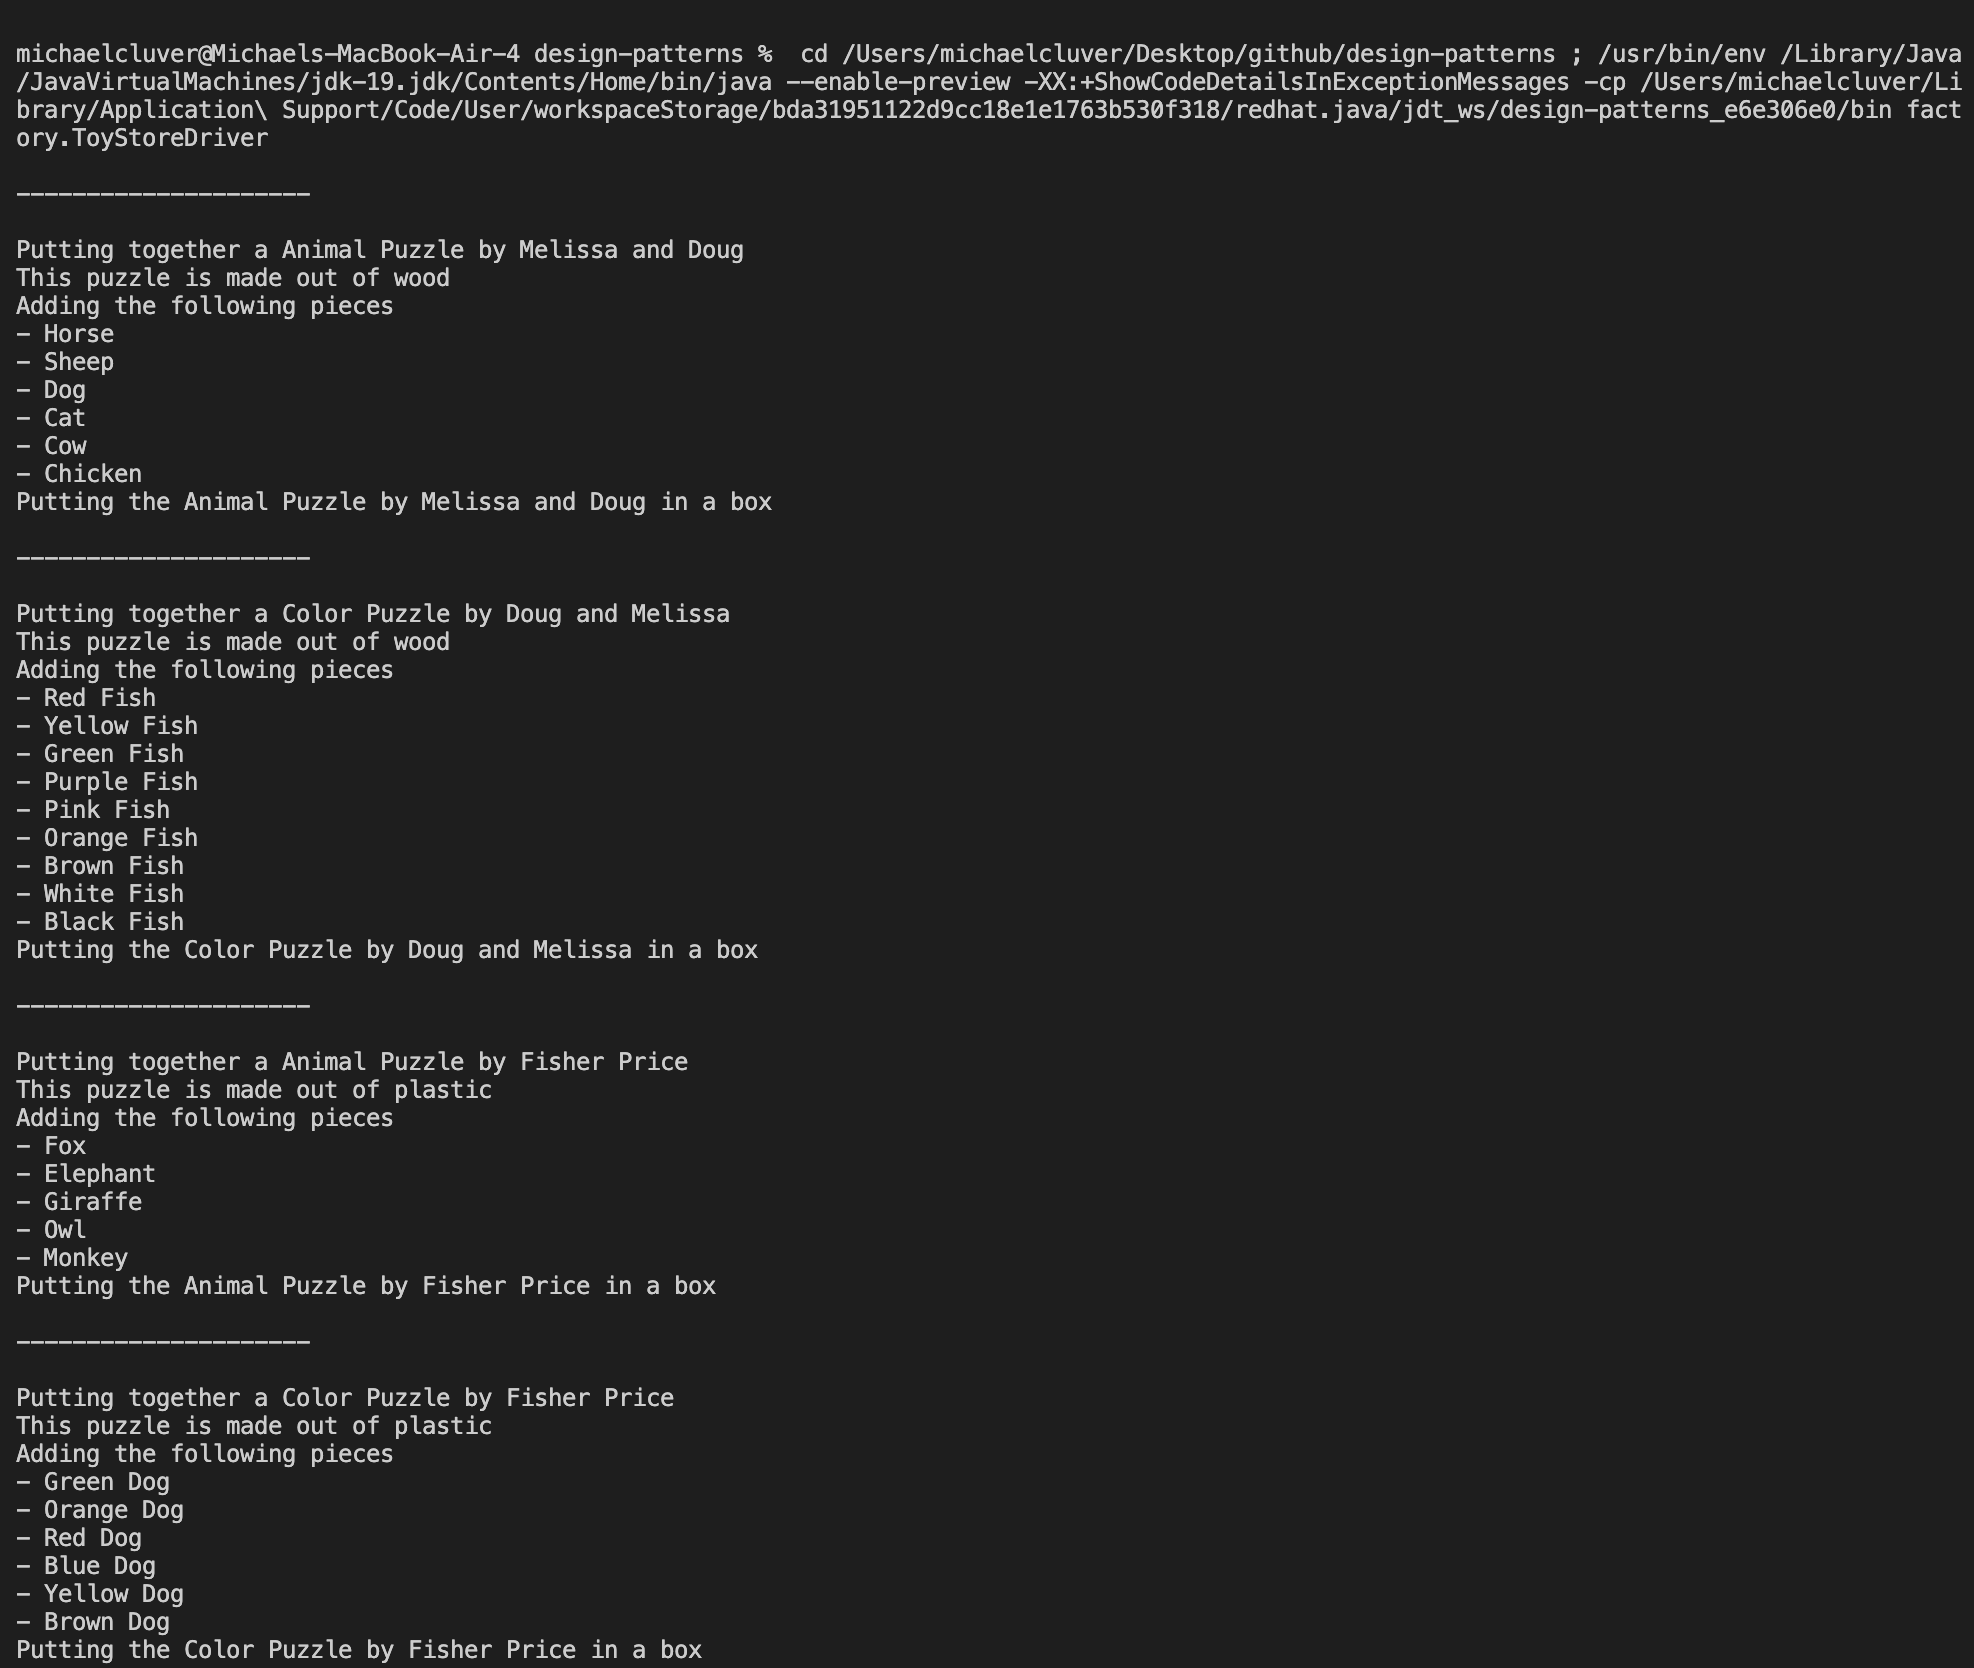 michaelcluver@Michaels-MacBook-Air-4 design-patterns %  cd /Users/michaelcluver/Desktop/github/design-patterns ; /usr/bin/env /Library/Java
/JavaVirtualMachines/jdk-19.jdk/Contents/Home/bin/java --enable-preview -XX:+ShowCodeDetailsInExceptionMessages -cp /Users/michaelcluver/Li
brary/Application\ Support/Code/User/workspaceStorage/bda31951122d9cc18e1e1763b530f318/redhat.java/jdt_ws/design-patterns_e6e306e0/bin fact
ory.ToyStoreDriver
---------------------
Putting together a Animal Puzzle by Melissa and Doug
This puzzle is made out of wood
Adding the following pieces
- Horse
- Sheep
- Dog
- Cat
- Cow
- Chicken
Putting the Animal Puzzle by Melissa and Doug in a box
---------------------
Putting together a Color Puzzle by Doug and Melissa
This puzzle is made out of wood
Adding the following pieces
- Red Fish
- Yellow Fish
- Green Fish
- Purple Fish
- Pink Fish
- Orange Fish
- Brown Fish
- White Fish
- Black Fish
Putting the Color Puzzle by Doug and Melissa in a box
---------------------
Putting together a Animal Puzzle by Fisher Price
This puzzle is made out of plastic
Adding the following pieces
- Fox
- Elephant
- Giraffe
- Owl
- Monkey
Putting the Animal Puzzle by Fisher Price in a box
---------------------
Putting together a Color Puzzle by Fisher Price
This puzzle is made out of plastic
Adding the following pieces
- Green Dog
- Orange Dog
- Red Dog
- Blue Dog
- Yellow Dog
- Brown Dog
Putting the Color Puzzle by Fisher Price in a box